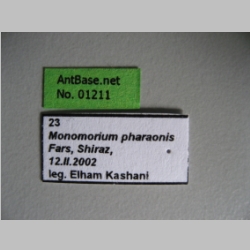 AntBase.net
No. 01211
23
Monomorium pharaonis
Fars, Shiraz,
12.II.2002
leg. Elham Kashani